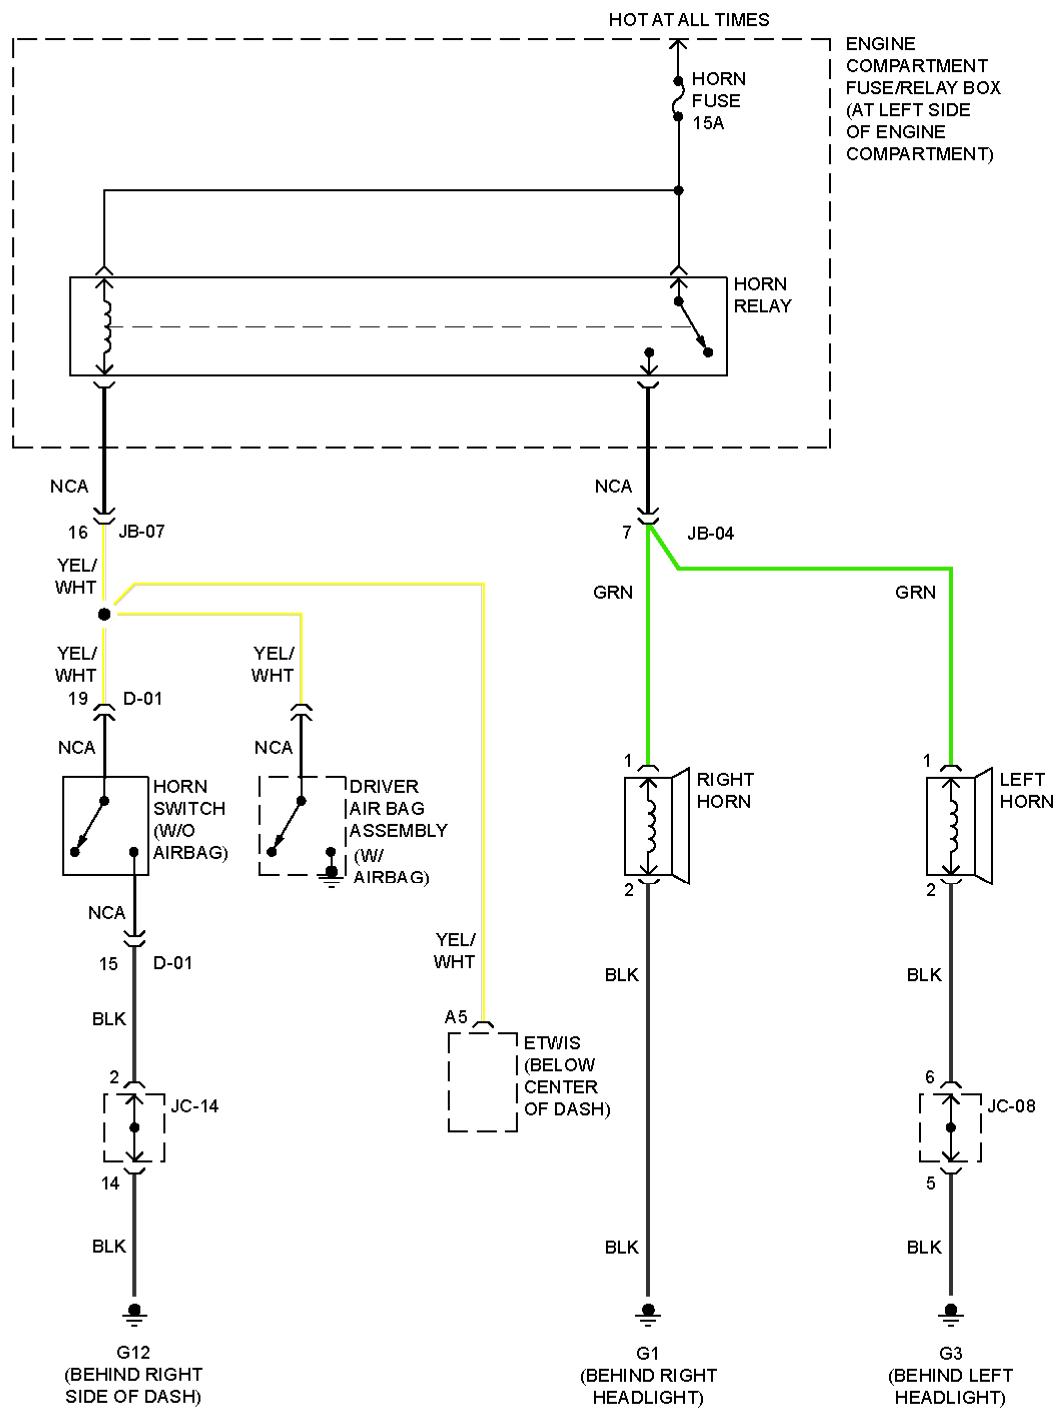 HOT AT ALL TIMES
ENGINE
COMPARTMENT
FUSE/RELAY BOX
(AT LEFT SIDE
OF ENGINE
COMPARTMENT)
HORN
FUSE
15A
HORN
RELAY
NCA
NCA
16
JB-07
7
JB-04
YEL/
WHT
GRN
GRN
YEL/
WHT
YEL/
WHT
19
D-01
NCA
NCA
HORN
SWITCH
(W/O
AIRBAG)
DRIVER
AIR BAG
ASSEMBLY
(W/
AIRBAG)
1
RIGHT
HORN
1
LEFT
HORN
2
2
NCA
15
D-01
YEL/
WHT
BLK
BLK
BLK
A5
ETWIS
(BELOW
CENTER
OF DASH)
2
JC-14
14
6
JC-08
5
BLK
BLK
BLK
G12
(BEHIND RIGHT
SIDE OF DASH)
G1
(BEHIND RIGHT
HEADLIGHT)
G3
(BEHIND LEFT
HEADLIGHT)